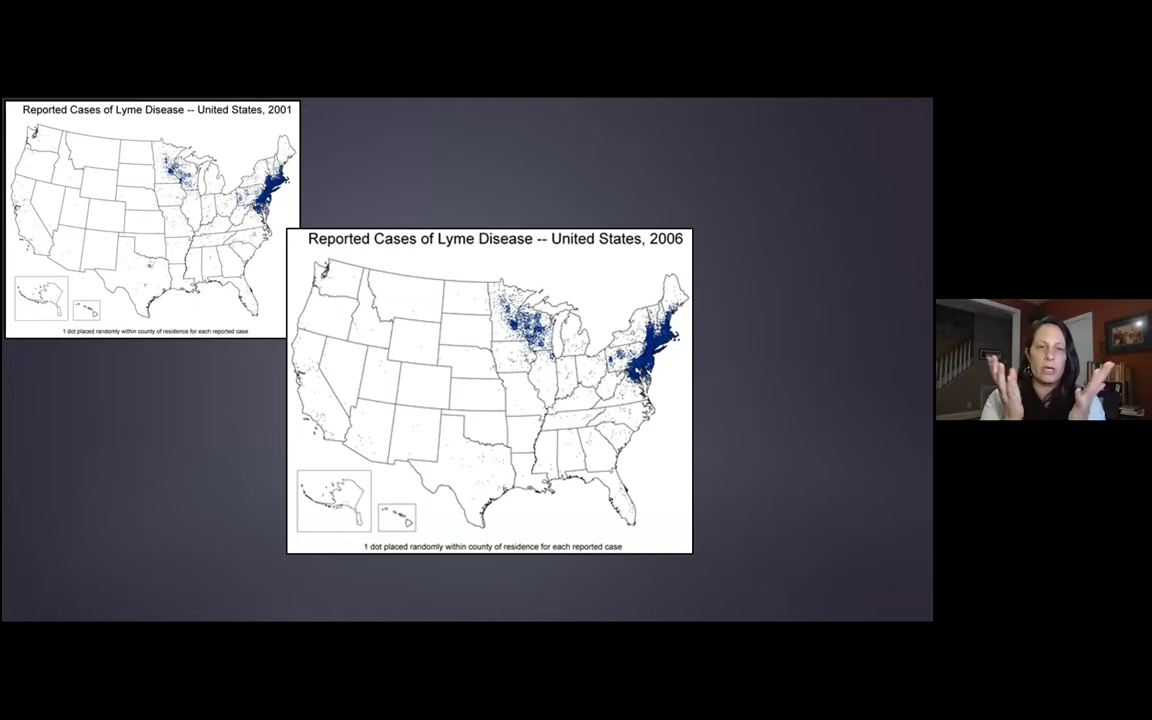 Reported Cases of Lyme Disease -- United States, 2001
1 dot placed randomly within county of residence for each reported case
Reported Cases of Lyme Disease -- United States, 2006
1 dot placed randomly within county of residence for each reported case